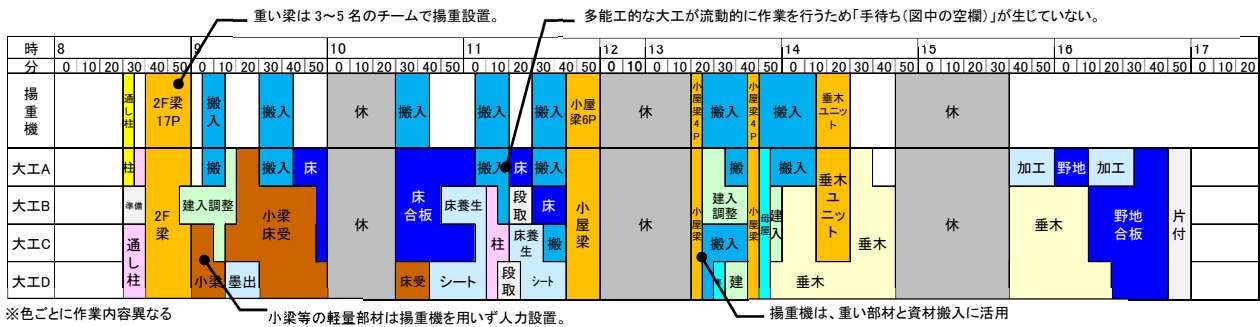 重い梁は3～5名のチームで揚重設置。
多能工的な大工が流動的に作業を行うため「手待ち(図中の空欄)」が生じていない。
時 8 9 10 11 12 13 14 15 16 17
分 0 10 20 30 40 50 0 10 20 30 40 50 0 10 20 30 40 50 0 10 20 30 40 50 0 10 0 10 20 30 40 50 0 10 20 30 40 50 0 10 20 30 40 50 0 10 20 30 40 50 0 10 20
揚重機 通し柱 2F梁17P 搬入 搬入 休 搬入 搬入 搬入 小屋梁6P 休 小屋梁4P 搬入 小屋梁4P 搬入 垂木ユニット 休
大工A 柱 搬 搬入 床 搬入 床 搬入 搬 搬入 加工 野地 加工
大工B 準備 2F梁 建入調整 小梁床受 休 床合板 床養生 段取 床 小屋梁 休 小屋梁 建入調整 小屋梁 母屋 建入 垂木ユニット 休 垂木 野地合板 片付
大工C 通し柱 柱 床養生 搬 搬入 垂木
大工D 小梁 墨出 床受 シート 段取 シート 建 垂木
※色ごとに作業内容異なる
小梁等の軽量部材は揚重機を用いず人力設置。
揚重機は、重い部材と資材搬入に活用